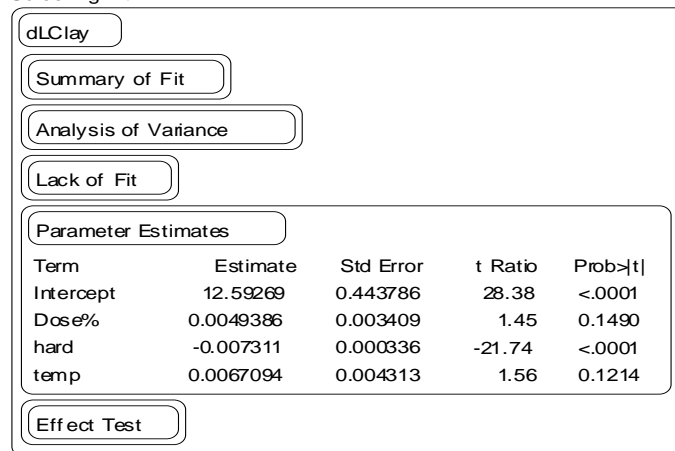 dLClay
Summary of Fit
Analysis of Variance
Lack of Fit
Parameter Estimates
Term Estimate Std Error t Ratio Prob>|t|
Intercept 12.59269 0.443786 28.38 <.0001
Dose% 0.0049386 0.003409 1.45 0.1490
hard -0.007311 0.000336 -21.74 <.0001
temp 0.0067094 0.004313 1.56 0.1214
Effect Test